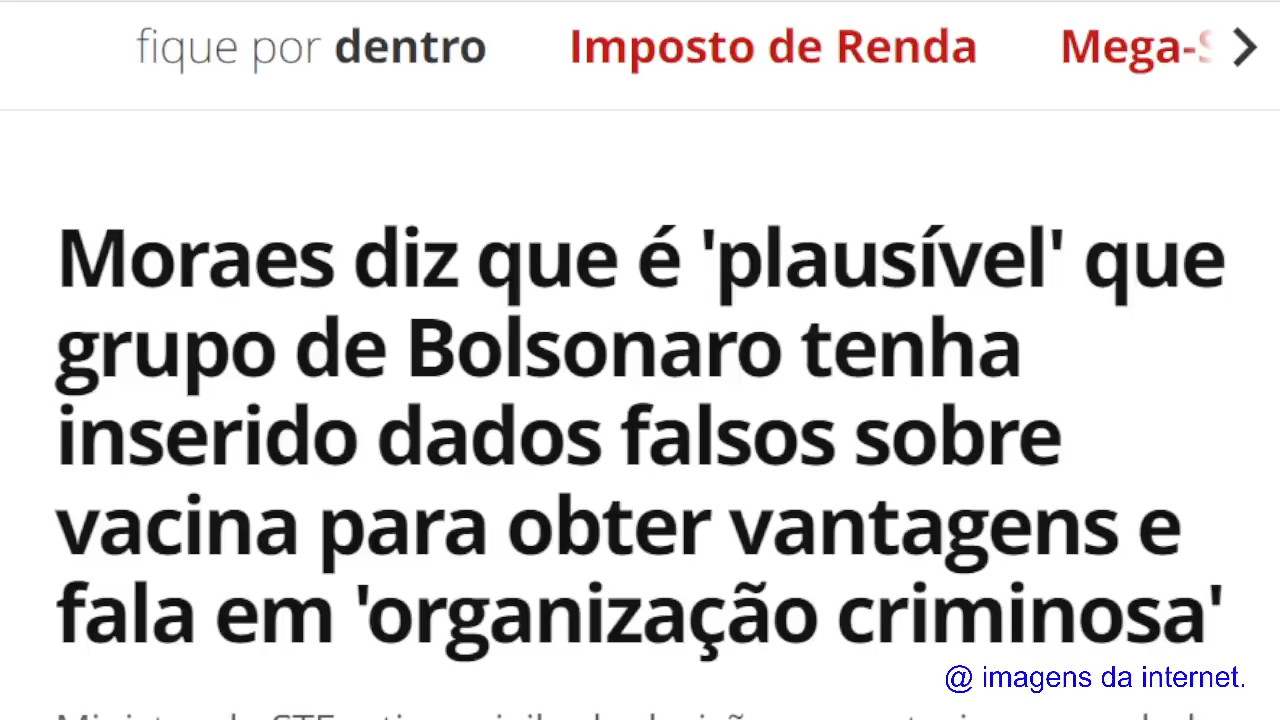 fique por dentro Imposto de Renda Mega-
Moraes diz que é 'plausível' que
grupo de Bolsonaro tenha
inserido dados falsos sobre
vacina para obter vantagens e
fala em 'organização criminosa'
@ imagens da internet.